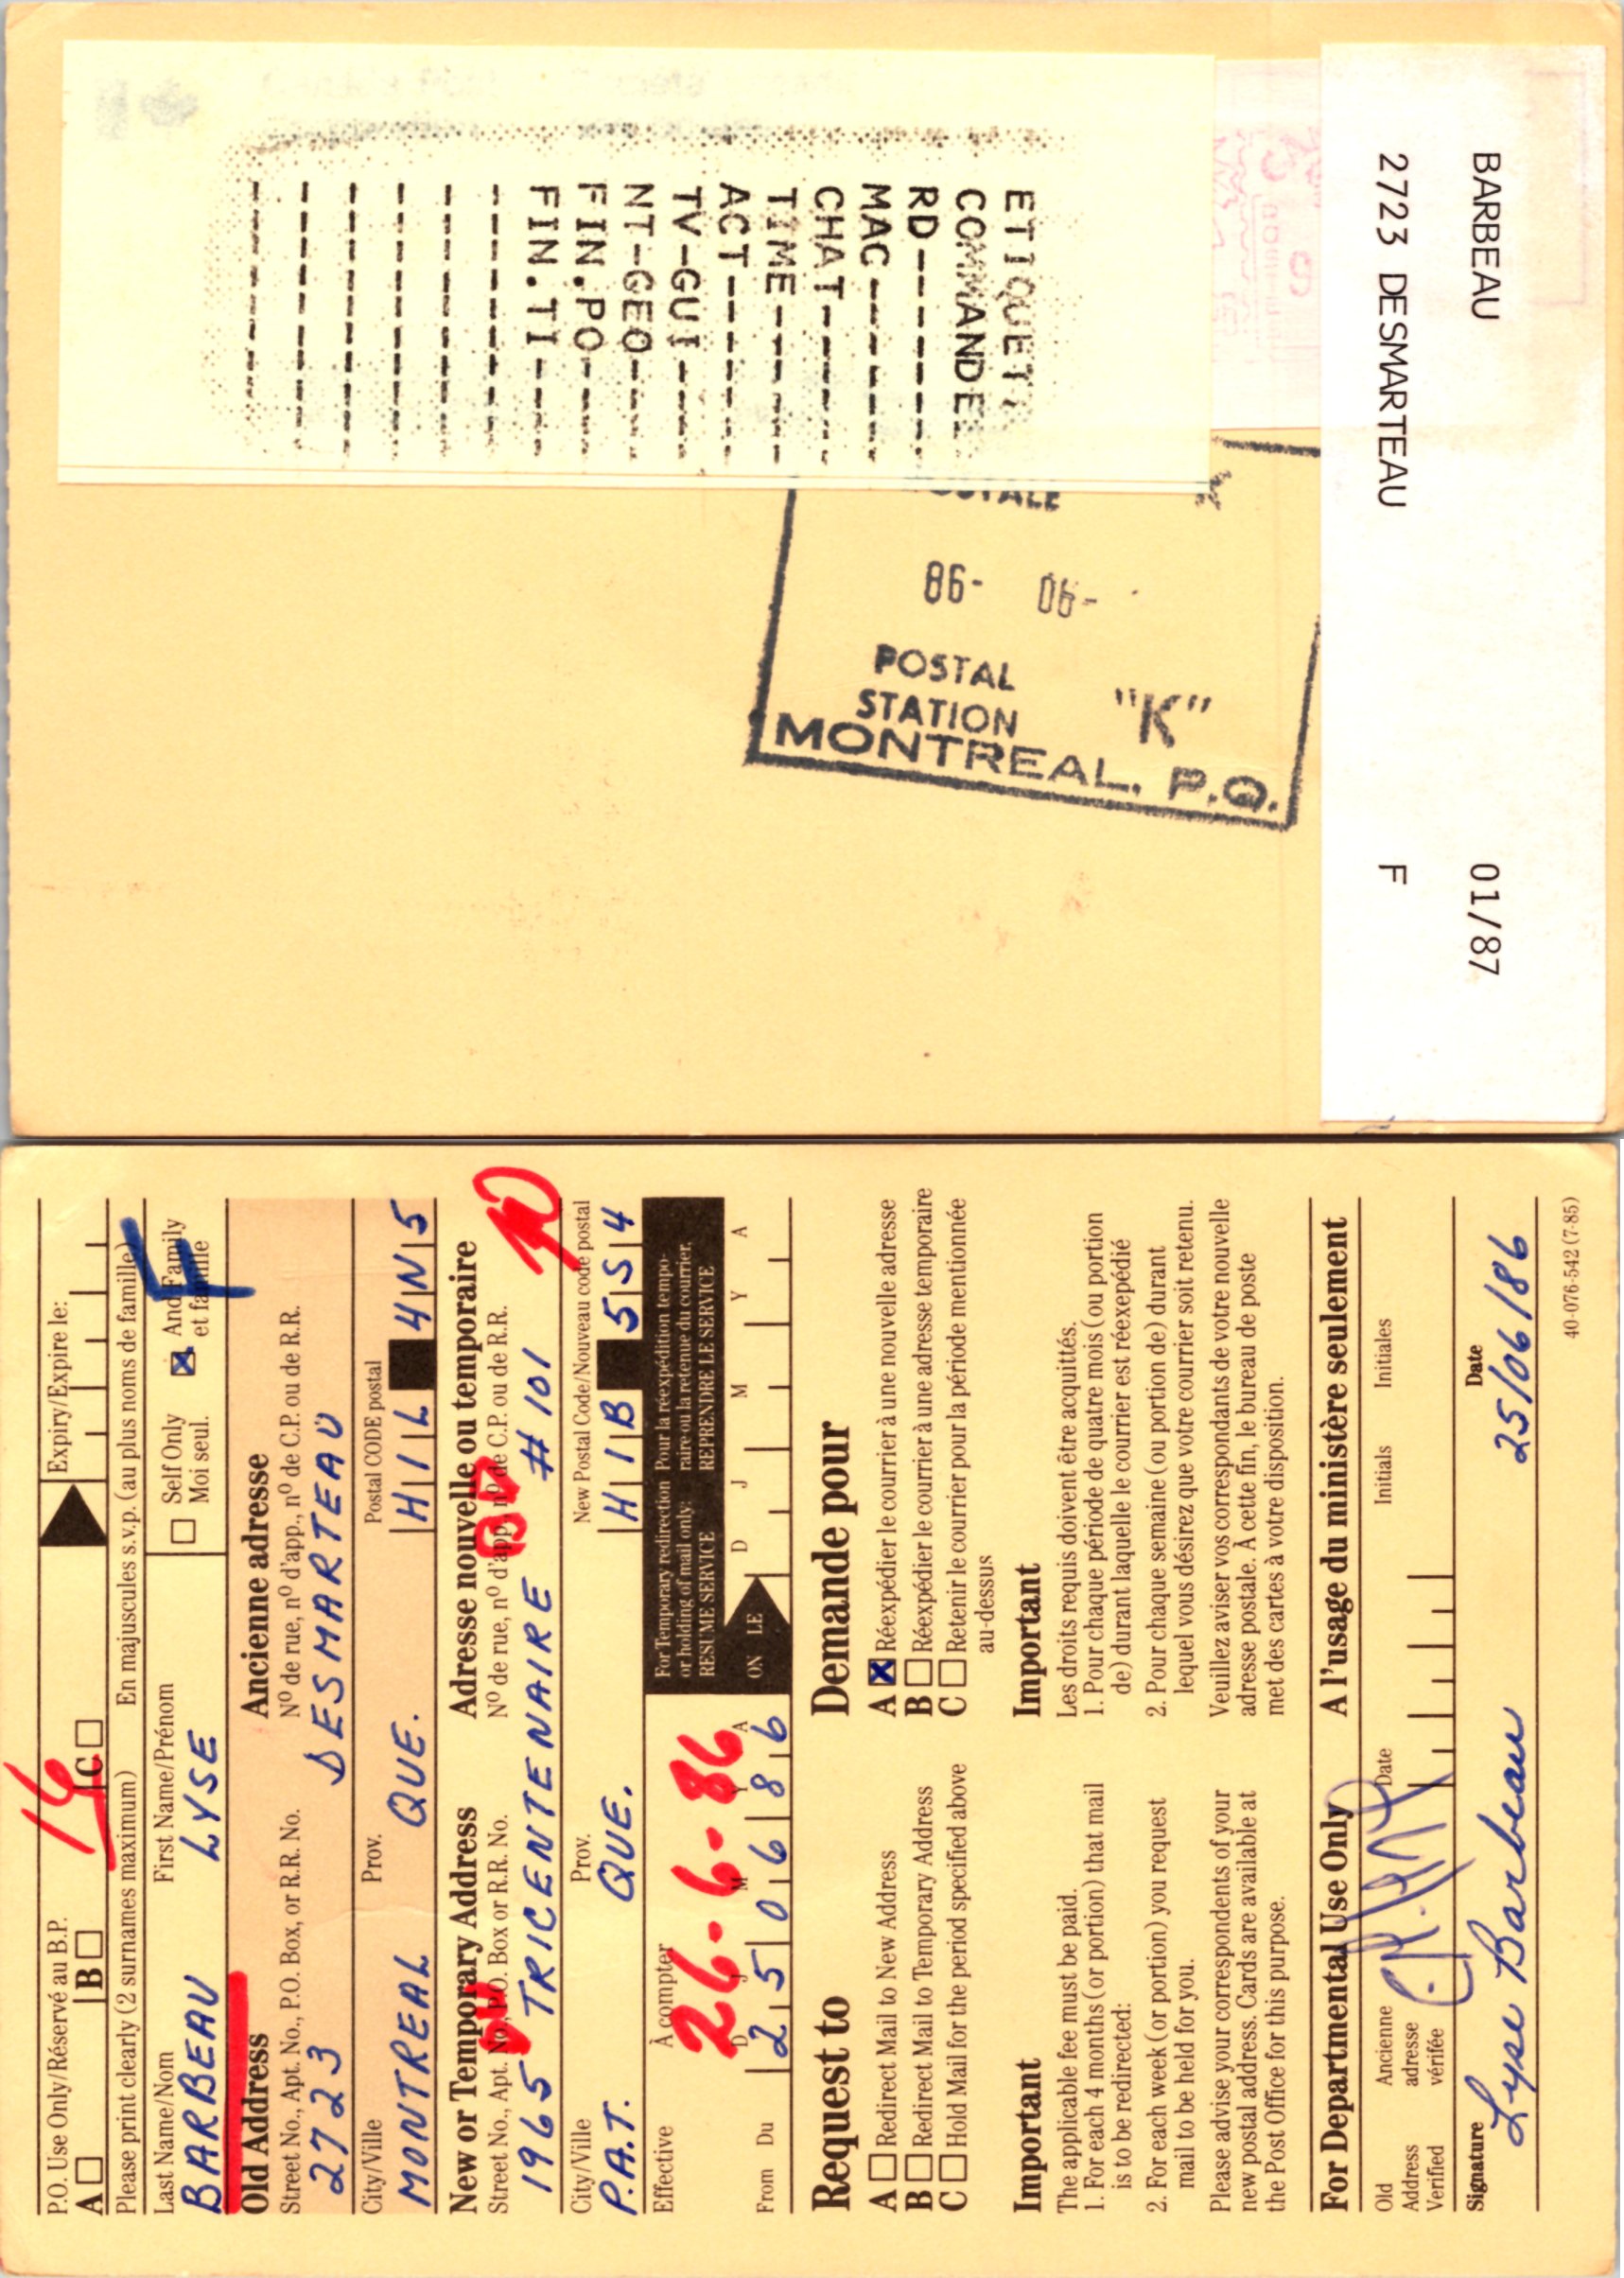 BARBEAU 01/87
2723 DESMARTEAU F
ETIQUET
COMMANDE
RD-------
MAC------
CHAT-----
TIME-----
ACT------
TV-GUI----
NT-GEO----
FIN.PO----
FIN.TI----
POSTALE
86- 06-
POSTAL
STATION "K"
MONTREAL. P.Q.
P.O. Use Only/Réservé au B.P. Expiry/Expire le:
A B C
Please print clearly (2 surnames maximum) En majuscules s.v.p. (au plus noms de famille)
Last Name/Nom First Name/Prénom Self Only And Family
Moi seul. et famille
BARBEAU LYSE F
Old Address Ancienne adresse
Street No., Apt. No., P.O. Box, or R.R. No. Nº de rue, nº d'app., nº de C.P. ou de R.R.
2723 DESMARTEAU
City/Ville Prov. Postal CODE postal
MONTREAL QUE. H1L 4N5
New or Temporary Address Adresse nouvelle ou temporaire
Street No., Apt. No., P.O. Box or R.R. No. Nº de rue, nº d'app., nº de C.P. ou de R.R.
1965 TRICENTENAIRE # 101
City/Ville Prov. New Postal Code/Nouveau code postal
P.A.T. QUE. H1B 5S4
Effective À compter
26-6-86
D J M Y A
From Du 250686
For Temporary redirection Pour la réexpédition tempo-
or holding of mail only: raire ou la retenue du courrier.
RESUME SERVICE REPRENDRE LE SERVICE
ON LE D J M Y A
Request to Demande pour
A Redirect Mail to New Address A Réexpédier le courrier à une nouvelle adresse
B Redirect Mail to Temporary Address B Réexpédier le courrier à une adresse temporaire
C Hold Mail for the period specified above C Retenir le courrier pour la période mentionnée
au-dessus
Important Important
The applicable fee must be paid. Les droits requis doivent être acquittés.
1. For each 4 months (or portion) that mail 1. Pour chaque période de quatre mois (ou portion
is to be redirected: de) durant laquelle le courrier est réexepédié
2. For each week (or portion) you request 2. Pour chaque semaine (ou portion de) durant
mail to be held for you. lequel vous désirez que votre courrier soit retenu.
Please advise your correspondents of your Veuillez aviser vos correspondants de votre nouvelle
new postal address. Cards are available at adresse postale. À cette fin, le bureau de poste
the Post Office for this purpose. met des cartes à votre disposition.
For Departmental Use Only A l'usage du ministère seulement
Old Ancienne Date Initials Initiales
Address adresse
Verified vérifée
Signature Date
Lyse Barbeau 25/06/86
40-076-542 (7-85)